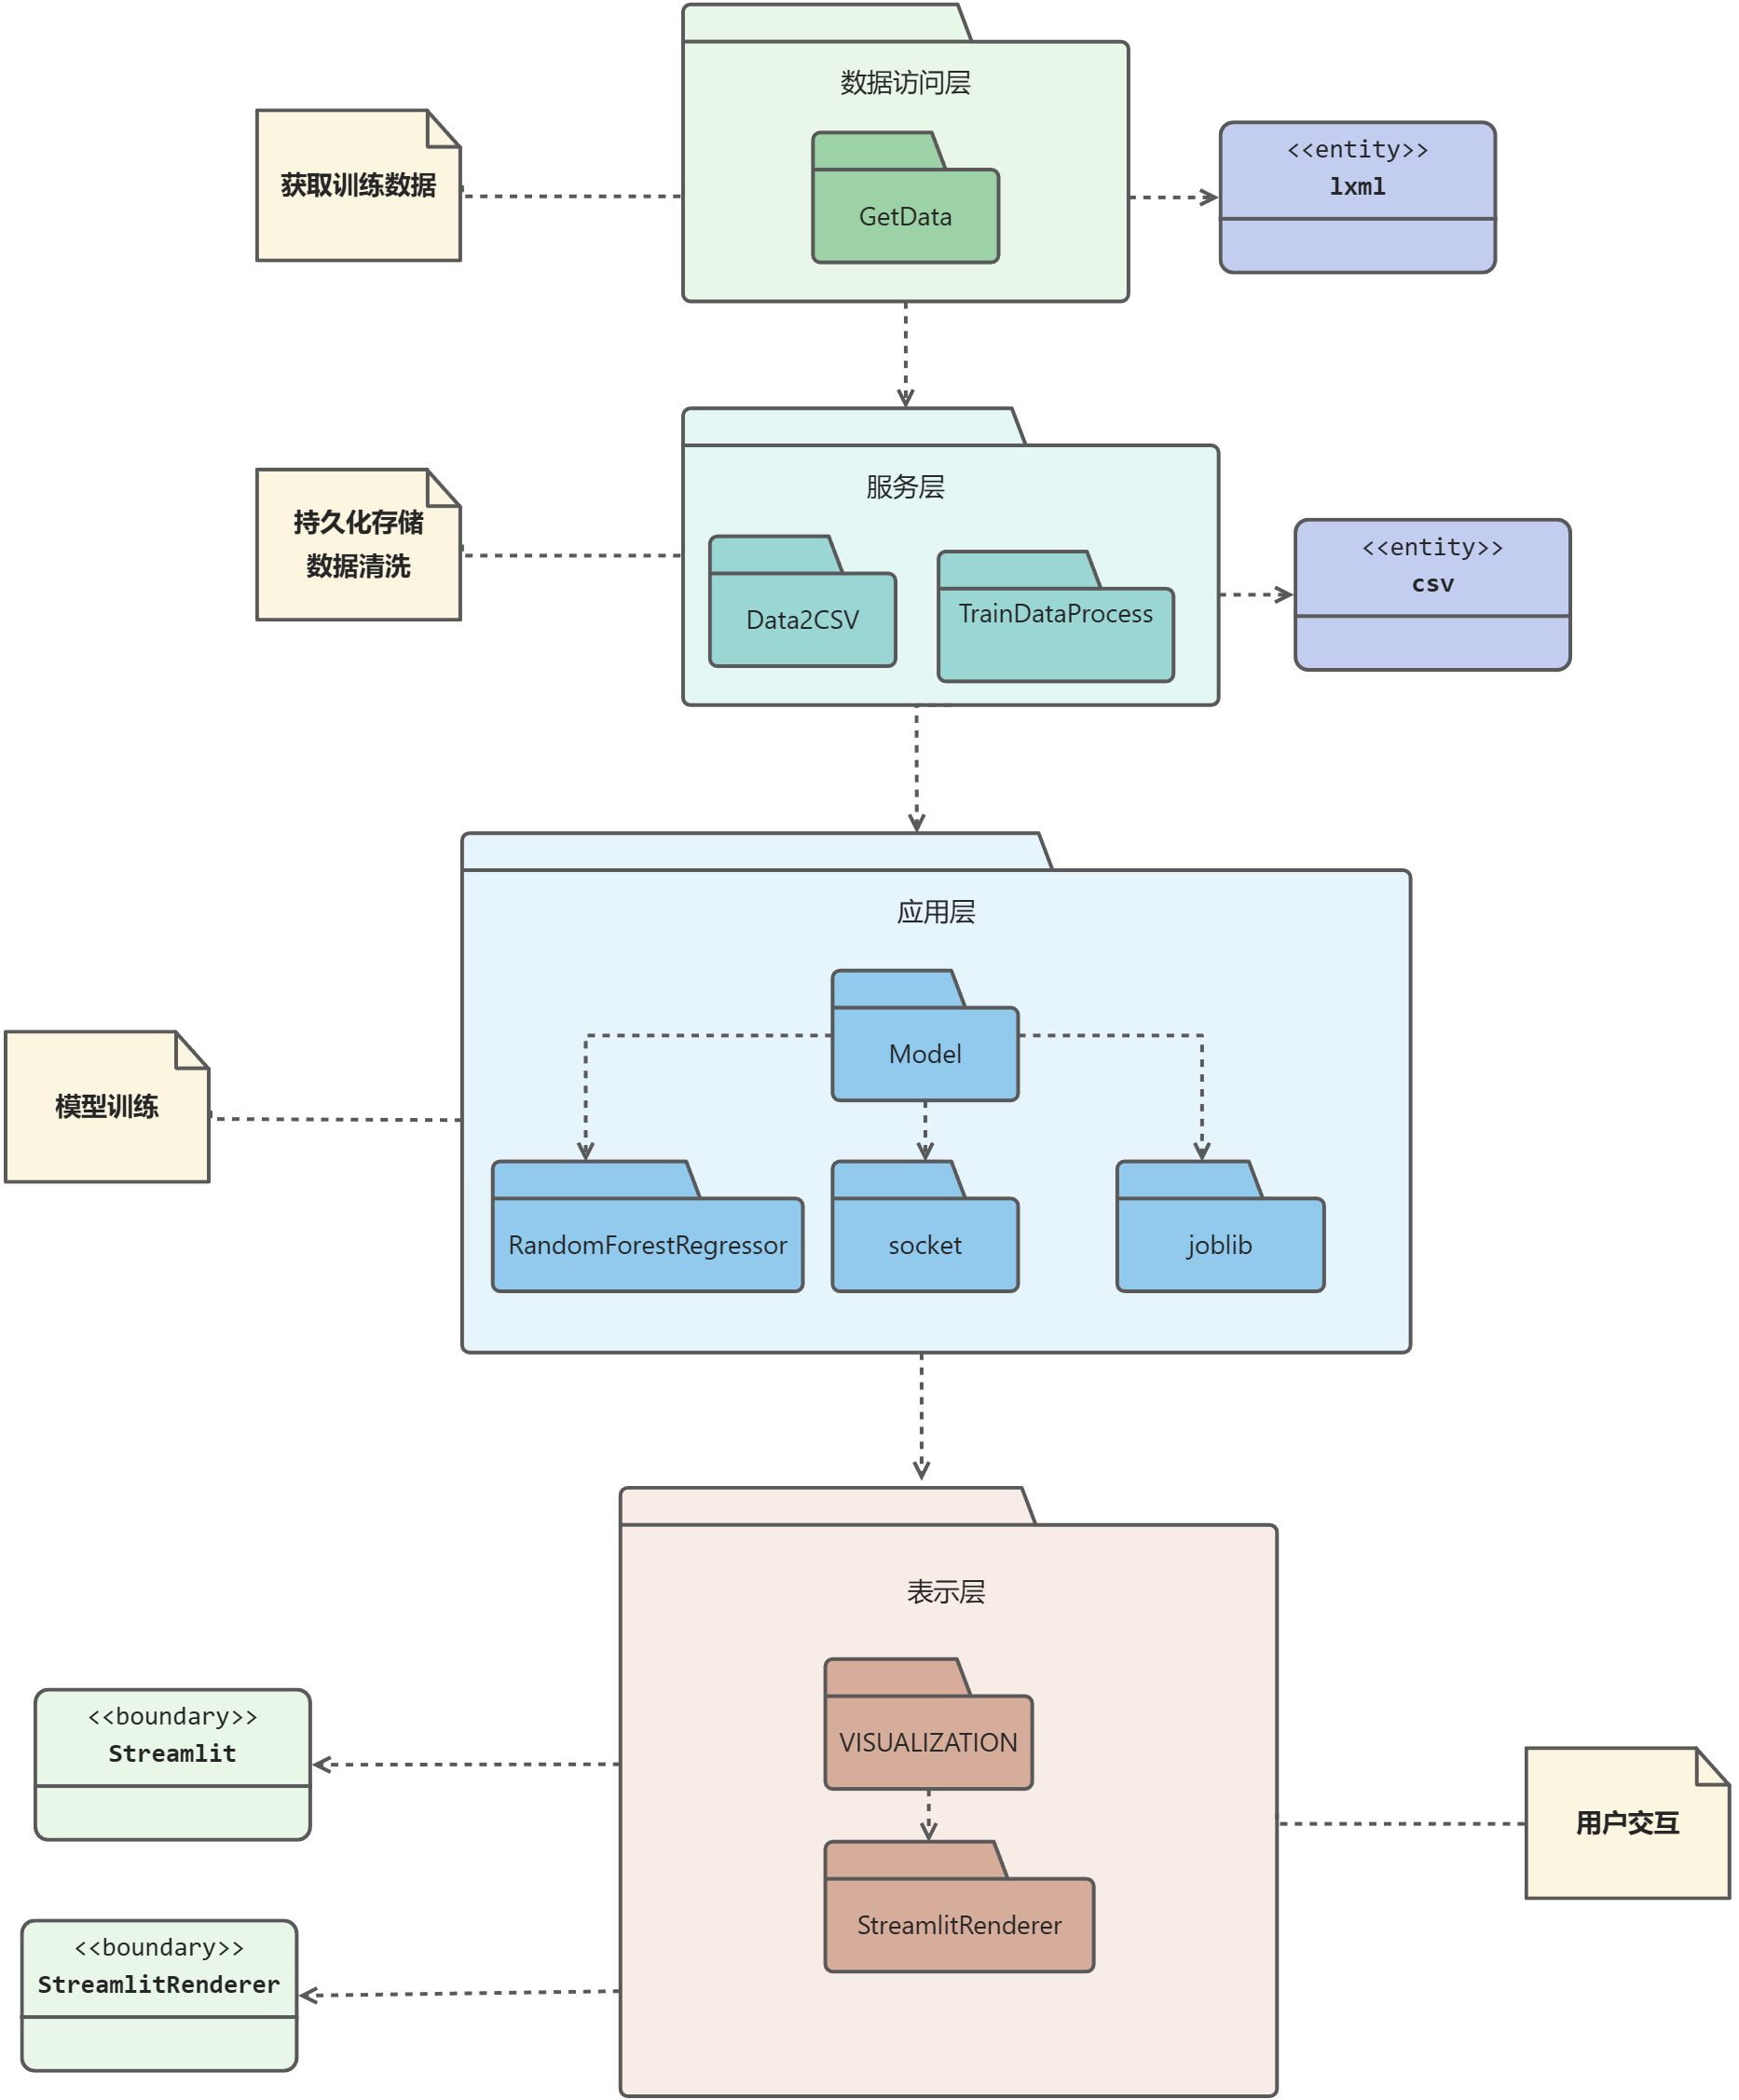 数据访问层
获取训练数据
GetData
<<entity>>
lxml
服务层
持久化存储
数据清洗
Data2CSV
TrainDataProcess
<<entity>>
csv
应用层
Model
模型训练
RandomForestRegressor
socket
joblib
表示层
<<boundary>>
Streamlit
VISUALIZATION
用户交互
StreamlitRenderer
<<boundary>>
StreamlitRenderer